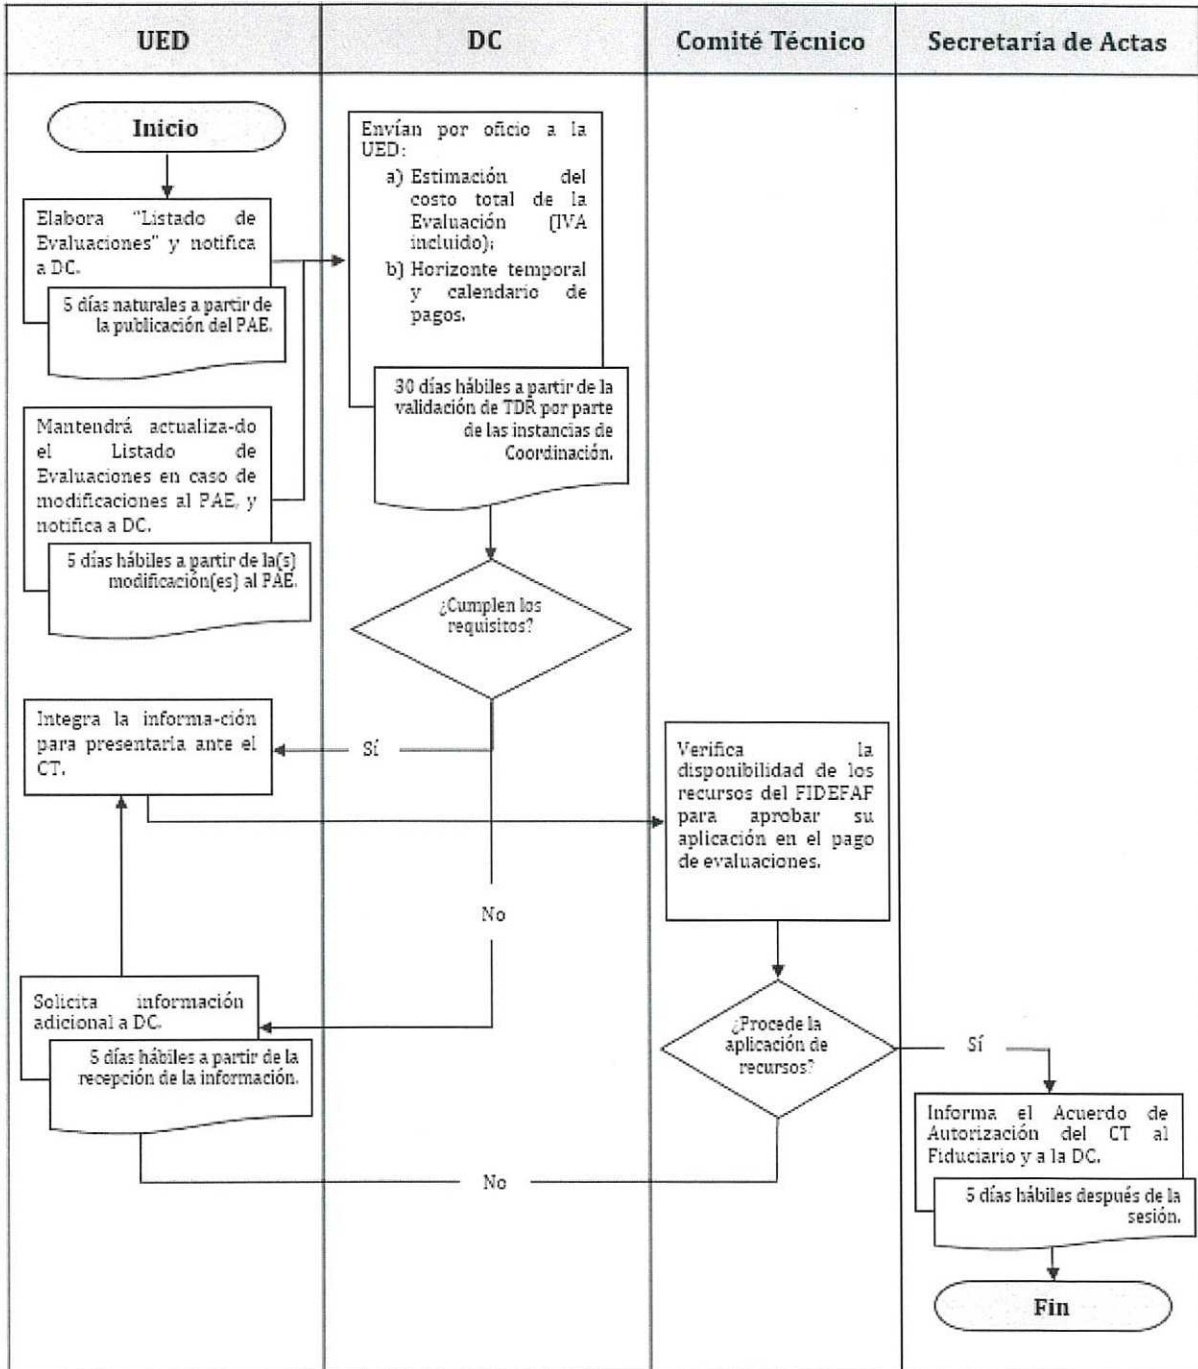 UED
DC
Comité Técnico
Secretaría de Actas
Inicio
Elabora "Listado de
Evaluaciones" y notifica
a DC.
5 días naturales a partir de
la publicación del PAE.
Mantendrá actualiza-do
el Listado de
Evaluaciones en caso de
modificaciones al PAE, y
notifica a DC.
5 días hábiles a partir de la(s)
modificación(es) al PAE.
Envían por oficio a la
UED:
a) Estimación del
costo total de la
Evaluación (IVA
incluido);
b) Horizonte temporal
y calendario de
pagos.
30 días hábiles a partir de la
validación de TDR por parte
de las instancias de
Coordinación.
¿Cumplen los
requisitos?
Integra la informa-ción
para presentarla ante el
CT.
Sí
Verifica la
disponibilidad de los
recursos del FIDEFAF
para aprobar su
aplicación en el pago
de evaluaciones.
No
Solicita información
adicional a DC.
5 días hábiles a partir de la
recepción de la información.
¿Procede la
aplicación de
recursos?
Sí
Informa el Acuerdo de
Autorización del CT al
Fiduciario y a la DC.
5 días hábiles después de la
sesión.
No
Fin